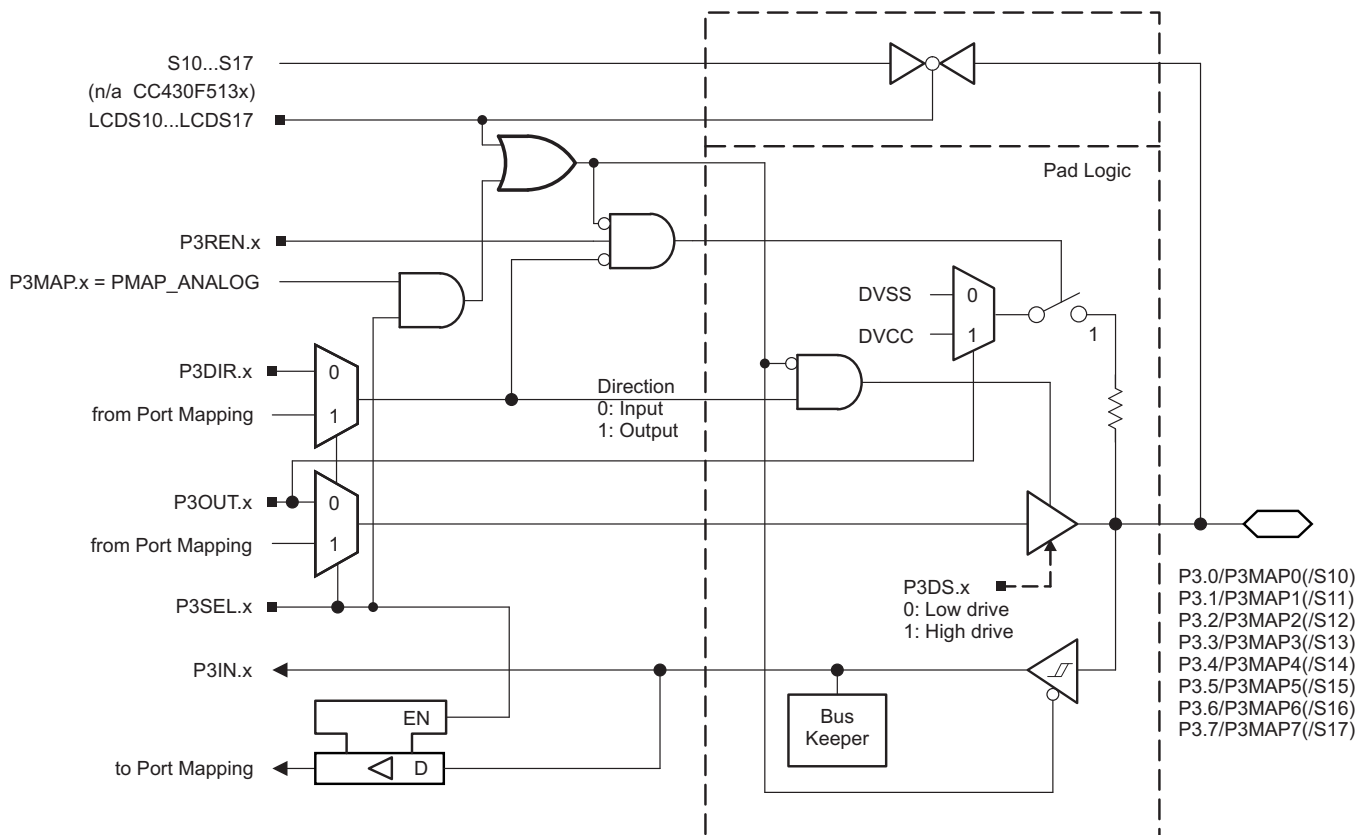 S10...S17
(n/a CC430F513x)
LCDS10...LCDS17
Pad Logic
P3REN.x
P3MAP.x = PMAP_ANALOG
DVSS
0
DVCC
1
1
P3DIR.x
0
from Port Mapping
1
Direction
0: Input
1: Output
P3OUT.x
0
from Port Mapping
1
P3SEL.x
P3DS.x
0: Low drive
1: High drive
P3.0/P3MAP0(/S10)
P3.1/P3MAP1(/S11)
P3.2/P3MAP2(/S12)
P3.3/P3MAP3(/S13)
P3.4/P3MAP4(/S14)
P3.5/P3MAP5(/S15)
P3.6/P3MAP6(/S16)
P3.7/P3MAP7(/S17)
P3IN.x
EN
Bus
Keeper
to Port Mapping
D